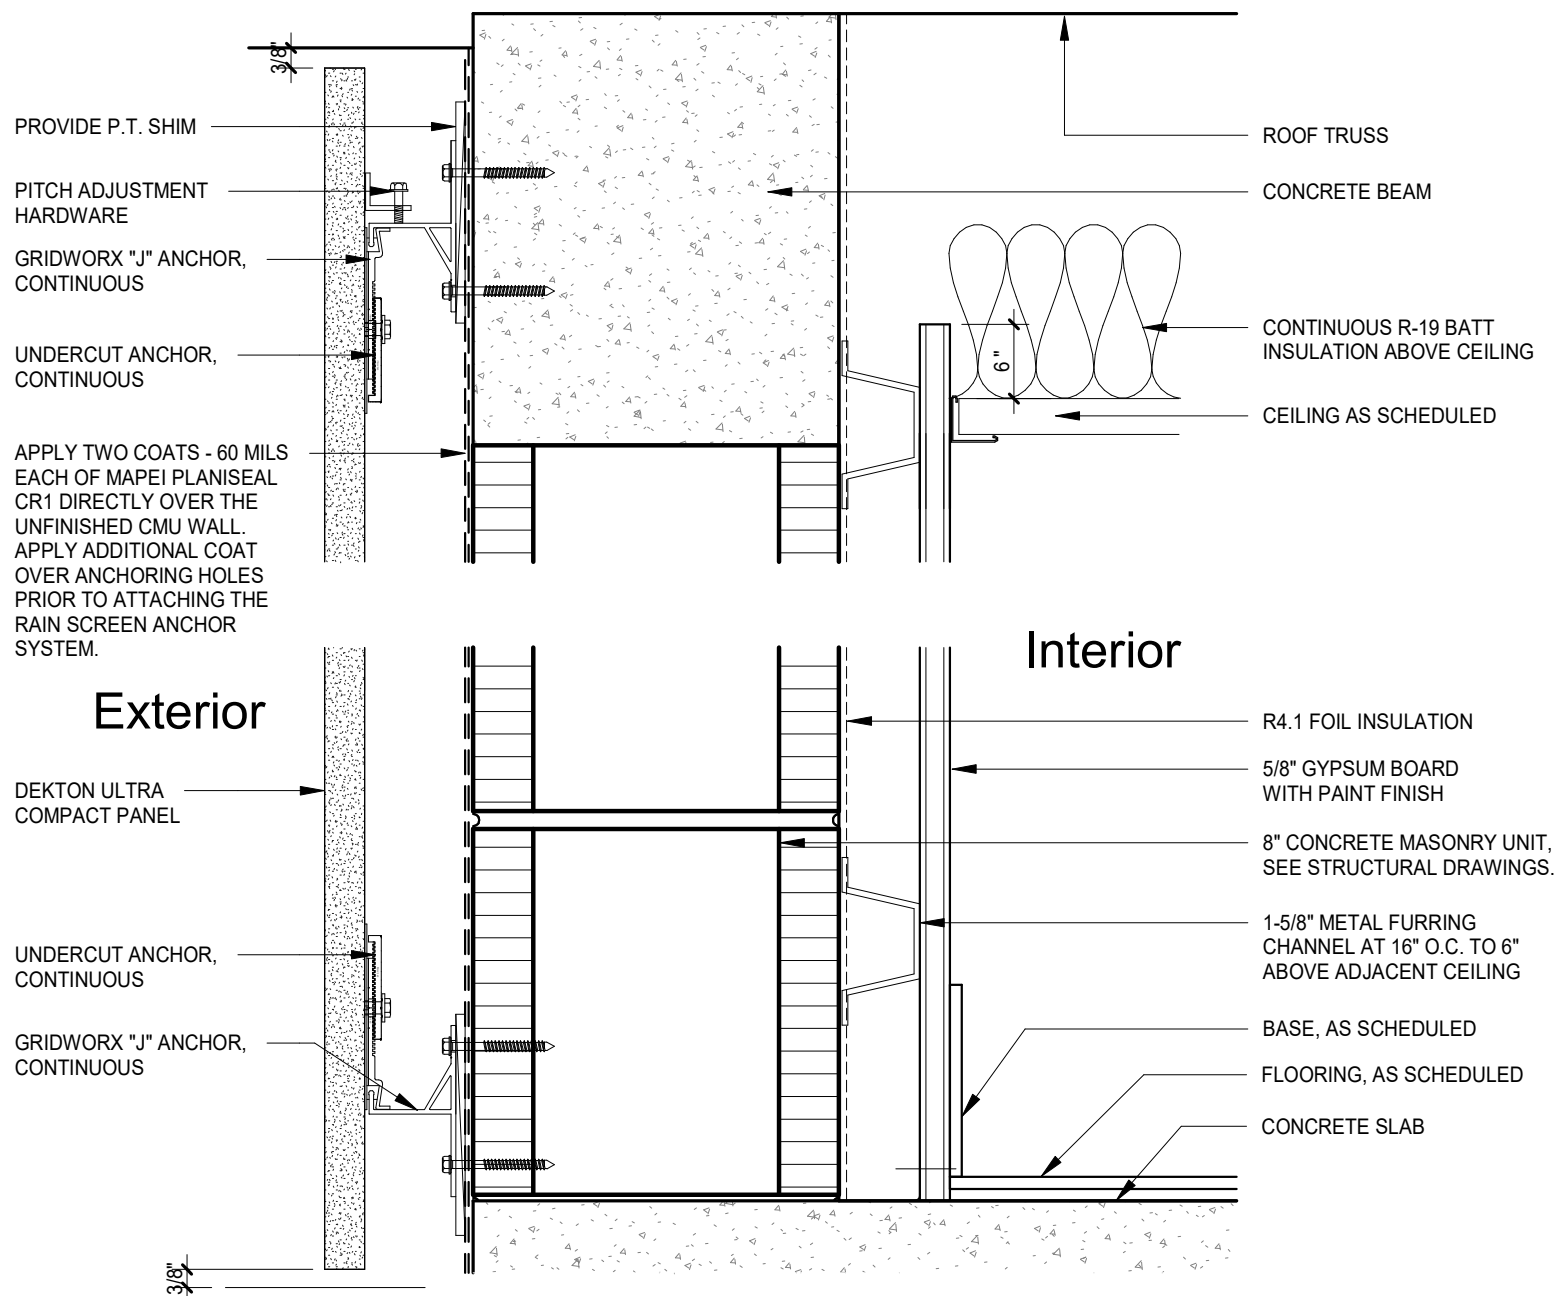 3/8"
PROVIDE P.T. SHIM
PITCH ADJUSTMENT
HARDWARE
GRIDWORX "J" ANCHOR,
CONTINUOUS
UNDERCUT ANCHOR,
CONTINUOUS
APPLY TWO COATS - 60 MILS
EACH OF MAPEI PLANISEAL
CR1 DIRECTLY OVER THE
UNFINISHED CMU WALL.
APPLY ADDITIONAL COAT
OVER ANCHORING HOLES
PRIOR TO ATTACHING THE
RAIN SCREEN ANCHOR
SYSTEM.
Exterior
DEKTON ULTRA
COMPACT PANEL
UNDERCUT ANCHOR,
CONTINUOUS
GRIDWORX "J" ANCHOR,
CONTINUOUS
3/8"
ROOF TRUSS
CONCRETE BEAM
6"
CONTINUOUS R-19 BATT
INSULATION ABOVE CEILING
CEILING AS SCHEDULED
Interior
R4.1 FOIL INSULATION
5/8" GYPSUM BOARD
WITH PAINT FINISH
8" CONCRETE MASONRY UNIT,
SEE STRUCTURAL DRAWINGS.
1-5/8" METAL FURRING
CHANNEL AT 16" O.C. TO 6"
ABOVE ADJACENT CEILING
BASE, AS SCHEDULED
FLOORING, AS SCHEDULED
CONCRETE SLAB